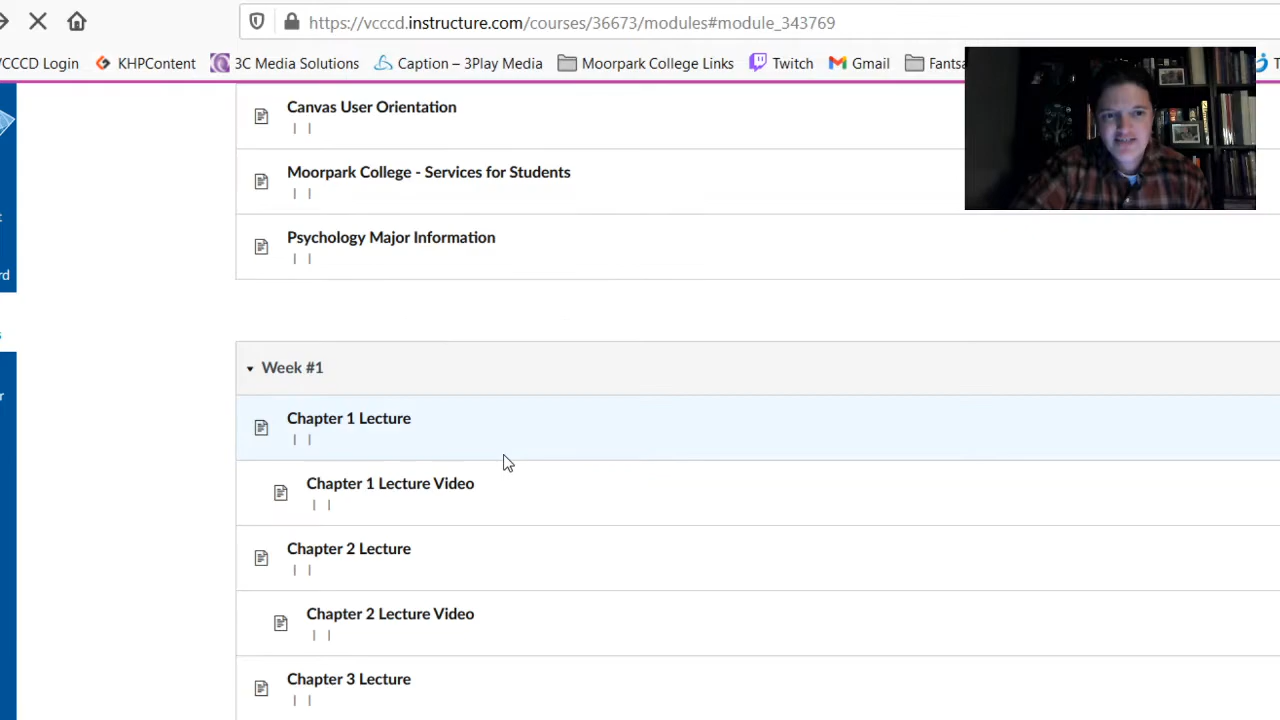 https://vcccd.instructure.com/courses/36673/modules#module_343769
VCCCD Login KHPContent 3C Media Solutions Caption – 3Play Media Moorpark College Links Twitch Gmail Fantsa
Canvas User Orientation
| |
Moorpark College - Services for Students
| |
Psychology Major Information
| |
rd
Week #1
Chapter 1 Lecture
| |
Chapter 1 Lecture Video
| |
Chapter 2 Lecture
| |
Chapter 2 Lecture Video
| |
Chapter 3 Lecture
| |